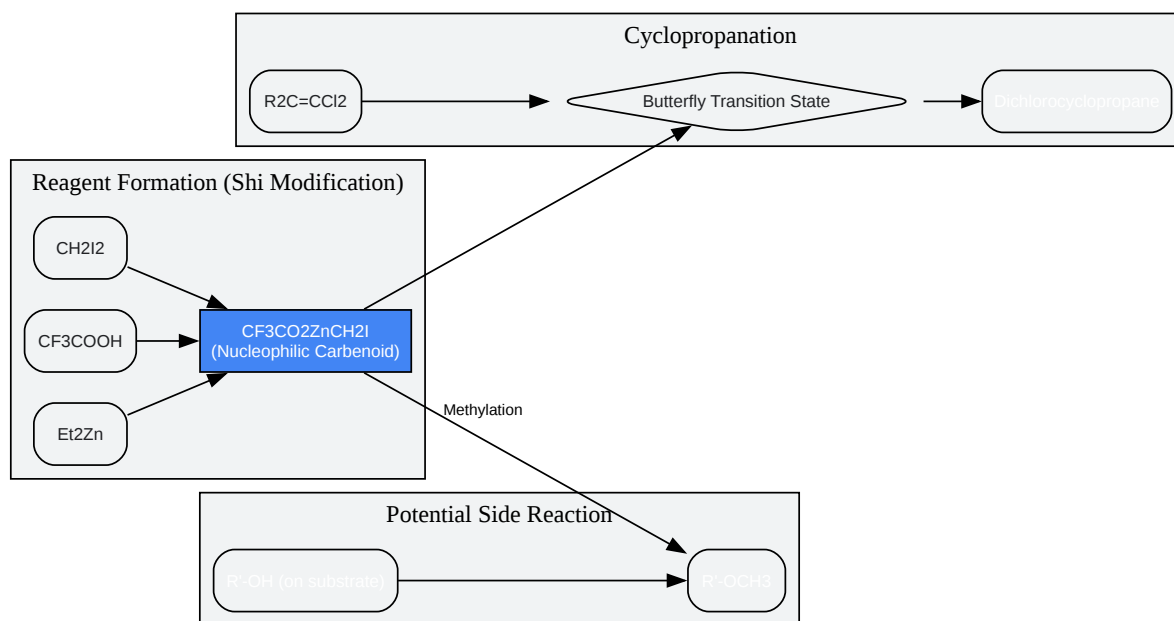 Cyclopropanation
R2C=CCl2
Butterfly Transition State
Dichlorocyclopropane
Reagent Formation (Shi Modification)
CH2I2
CF3COOH
Et2Zn
CF3CO2ZnCH2I
(Nucleophilic Carbenoid)
Methylation
Potential Side Reaction
R'-OH (on substrate)
R'-OCH3